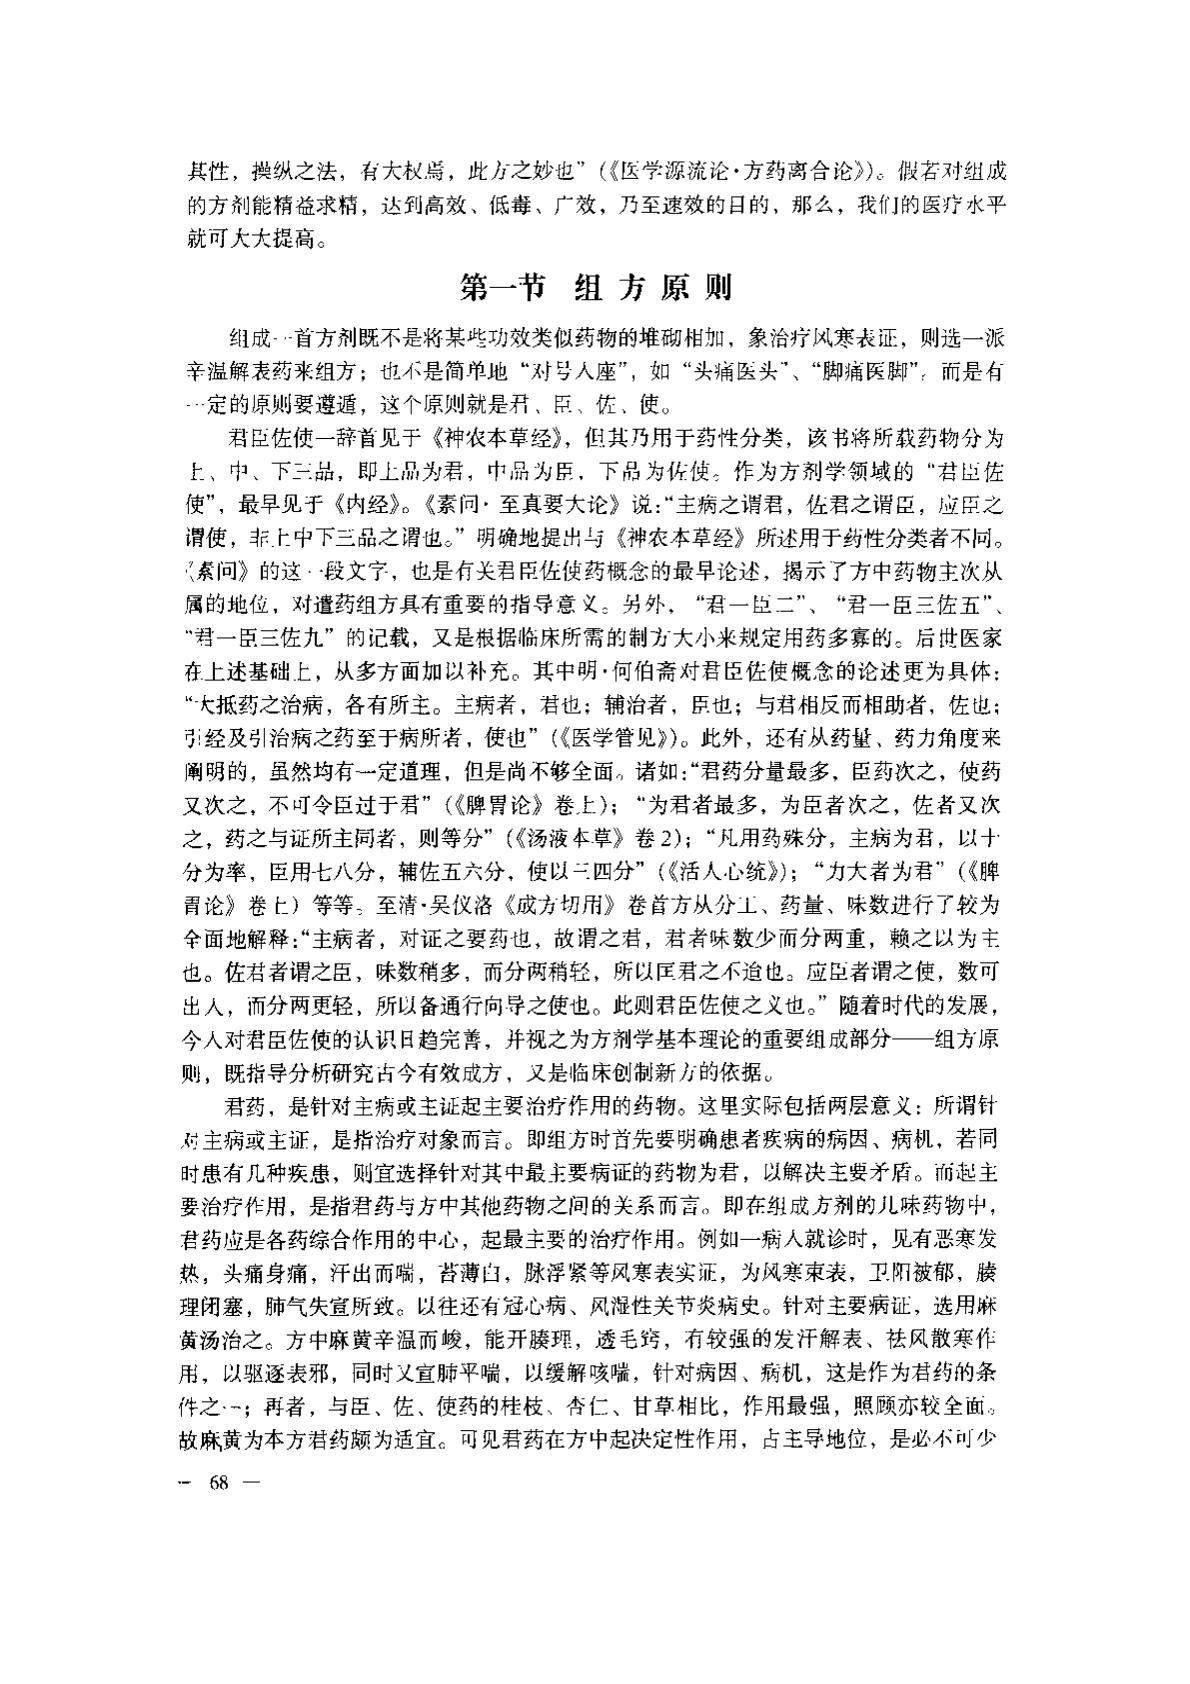 其性，操纵之法，有大权焉，此方之妙也”（《医学源流论·方药离合论》）。假若对组成
的方剂能精益求精，达到高效、低毒、广效，乃至速效的目的，那么，我们的医疗水平
就可大大提高。
第一节 组方原则
组成一首方剂既不是将某些功效类似药物的堆砌相加，象治疗风寒表证，则选一派
辛温解表药来组方；也不是简单地“对号入座”，如“头痛医头”、“脚痛医脚”，而是有
一定的原则要遵循，这个原则就是君、臣、佐、使。
君臣佐使一辞首见于《神农本草经》，但其乃用于药性分类，该书将所载药物分为
上、中、下三品，即上品为君，中品为臣，下品为佐使。作为方剂学领域的“君臣佐
使”，最早见于《内经》。《素问·至真要大论》说：“主病之谓君，佐君之谓臣，应臣之
谓使，非上中下三品之谓也。”明确地提出与《神农本草经》所述用于药性分类者不同。
《素问》的这一段文字，也是有关君臣佐使药概念的最早论述，揭示了方中药物主次从
属的地位，对遣药组方具有重要的指导意义。另外，“君一臣二”、“君一臣三佐五”、
“君一臣三佐九”的记载，又是根据临床所需的制方大小来规定用药多寡的。后世医家
在上述基础上，从多方面加以补充。其中明·何伯斋对君臣佐使概念的论述更为具体：
“大抵药之治病，各有所主。主病者，君也；辅治者，臣也；与君相反而相助者，佐也；
引经及引治病之药至于病所者，使也”（《医学管见》）。此外，还有从药量、药力角度来
阐明的，虽然均有一定道理，但是尚不够全面。诸如：“君药分量最多，臣药次之，使药
又次之，不可令臣过于君”（《脾胃论》卷上）；“为君者最多，为臣者次之，佐者又次
之，药之与证所主同者，则等分”（《汤液本草》卷2）；“凡用药殊分，主病为君，以十
分为率，臣用七八分，辅佐五六分，使以三四分”（《活人心统》）；“力大者为君”（《脾
胃论》卷上）等等。至清·吴仪洛《成方切用》卷首方从分工、药量、味数进行了较为
全面地解释：“主病者，对证之要药也，故谓之君，君者味数少而分两重，赖之以为主
也。佐君者谓之臣，味数稍多，而分两稍轻，所以匡君之不迨也。应臣者谓之使，数可
出入，而分两更轻，所以备通行向导之使也。此则君臣佐使之义也。”随着时代的发展，
今人对君臣佐使的认识日趋完善，并视之为方剂学基本理论的重要组成部分——组方原
则，既指导分析研究古今有效成方，又是临床创制新方的依据。
君药，是针对主病或主证起主要治疗作用的药物。这里实际包括两层意义：所谓针
对主病或主证，是指治疗对象而言。即组方时首先要明确患者疾病的病因、病机，若同
时患有几种疾患，则宜选择针对其中最主要病证的药物为君，以解决主要矛盾。而起主
要治疗作用，是指君药与方中其他药物之间的关系而言。即在组成方剂的几味药物中，
君药应是各药综合作用的中心，起最主要的治疗作用。例如一病人就诊时，见有恶寒发
热，头痛身痛，汗出而喘，苔薄白，脉浮紧等风寒表实证，为风寒束表，卫阳被郁，腠
理闭塞，肺气失宣所致。以往还有冠心病、风湿性关节炎病史。针对主要病证，选用麻
黄汤治之。方中麻黄辛温而峻，能开腠理，透毛窍，有较强的发汗解表、祛风散寒作
用，以驱逐表邪，同时又宣肺平喘，以缓解咳喘，针对病因、病机，这是作为君药的条
件之一；再者，与臣、佐、使药的桂枝、杏仁、甘草相比，作用最强，照顾亦较全面。
故麻黄为本方君药颇为适宜。可见君药在方中起决定性作用，占主导地位，是必不可少
— 68 —